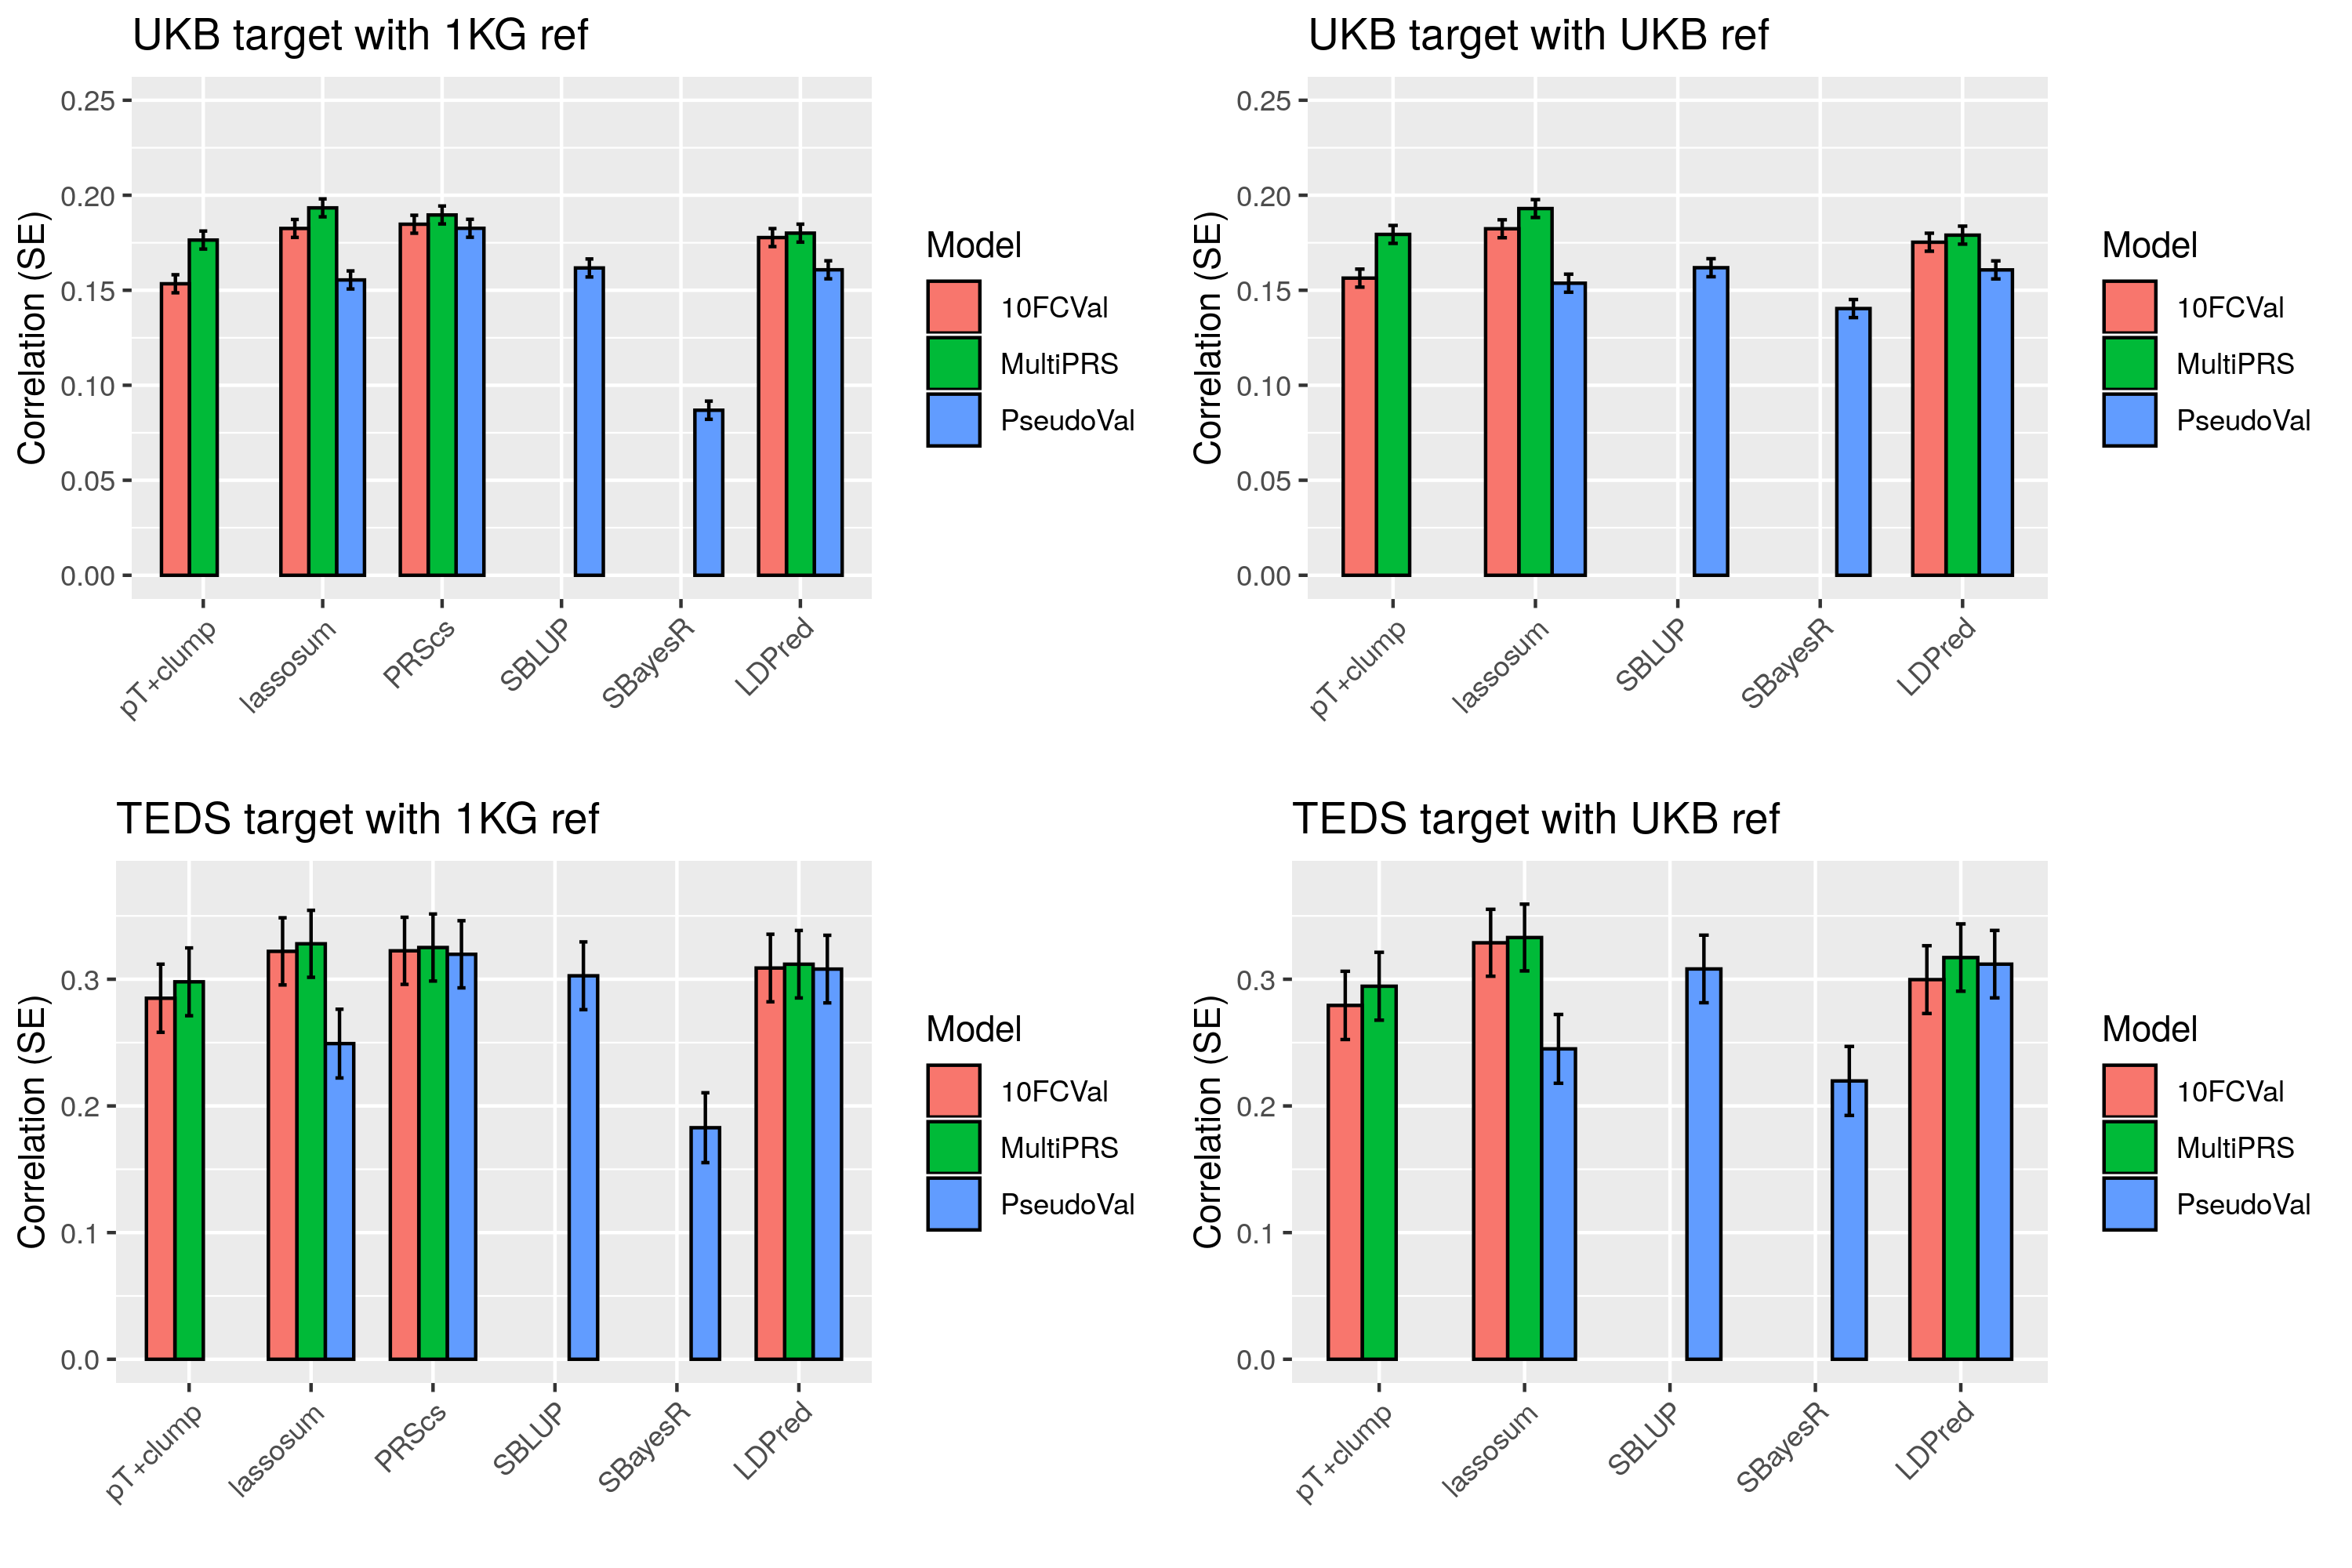 UKB target with 1KG ref
Correlation (SE)
0.25
0.20
0.15
0.10
0.05
0.00
pT+clump
lassosum
PRScs
SBLUP
SBayesR
LDPred
Model
10FCVal
MultiPRS
PseudoVal
UKB target with UKB ref
Correlation (SE)
0.25
0.20
0.15
0.10
0.05
0.00
pT+clump
lassosum
SBLUP
SBayesR
LDPred
Model
10FCVal
MultiPRS
PseudoVal
TEDS target with 1KG ref
Correlation (SE)
0.3
0.2
0.1
0.0
pT+clump
lassosum
PRScs
SBLUP
SBayesR
LDPred
Model
10FCVal
MultiPRS
PseudoVal
TEDS target with UKB ref
Correlation (SE)
0.3
0.2
0.1
0.0
pT+clump
lassosum
SBLUP
SBayesR
LDPred
Model
10FCVal
MultiPRS
PseudoVal